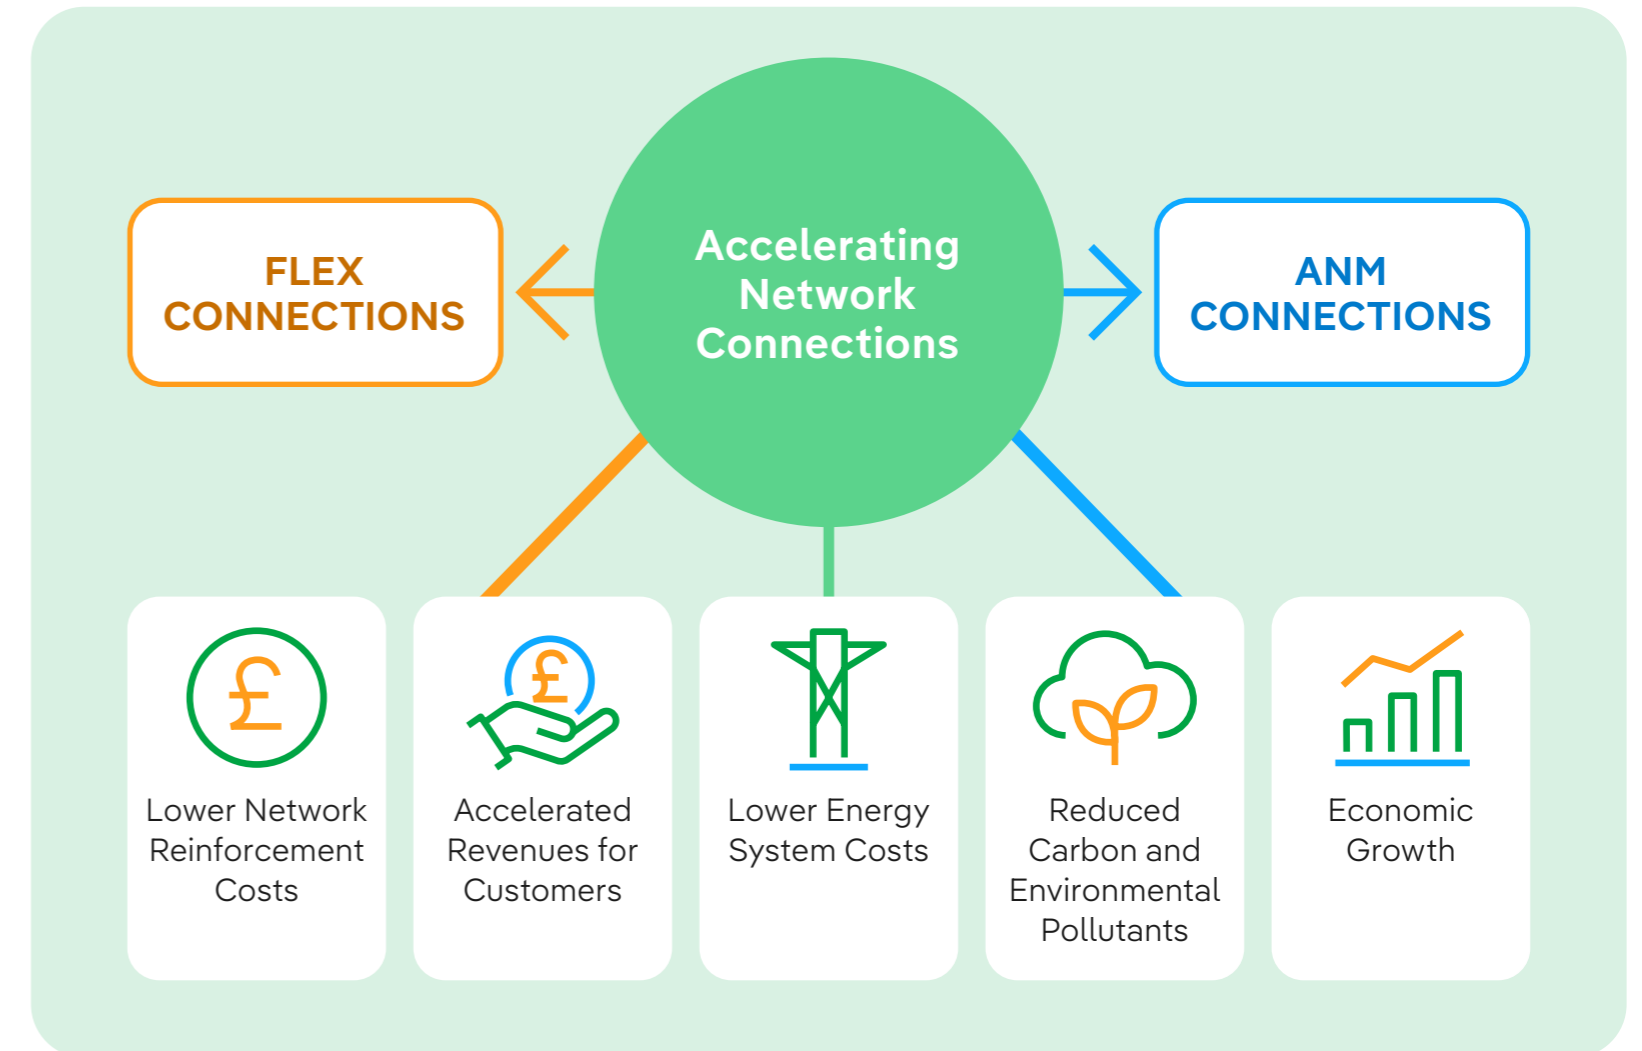 Accelerating
Network
Connections
FLEX
CONNECTIONS
ANM
CONNECTIONS
£
Lower Network
Reinforcement
Costs
£
Accelerated
Revenues for
Customers
Lower Energy
System Costs
Reduced
Carbon and
Environmental
Pollutants
Economic
Growth